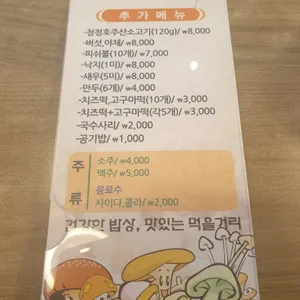 추가메뉴
-청정호주산소고기(120g)/ ₩8,000
-버섯,야채/ ₩8,000
-피쉬볼(10개)/ ₩7,000
-낙지(1미)/ ₩8,000
-새우(5미)/ ₩8,000
-만두(6개)/ ₩4,000
-치즈떡,고구마떡(10개)/ ₩3,000
-치즈떡+고구마떡(각5개)/ ₩3,000
-국수사리/ ₩2,000
-공기밥/ ₩1,000
주류
소주/ ₩4,000
맥주/ ₩5,000
음료수
사이다,콜라/ ₩2,000
건강한 밥상, 맛있는 먹을거리